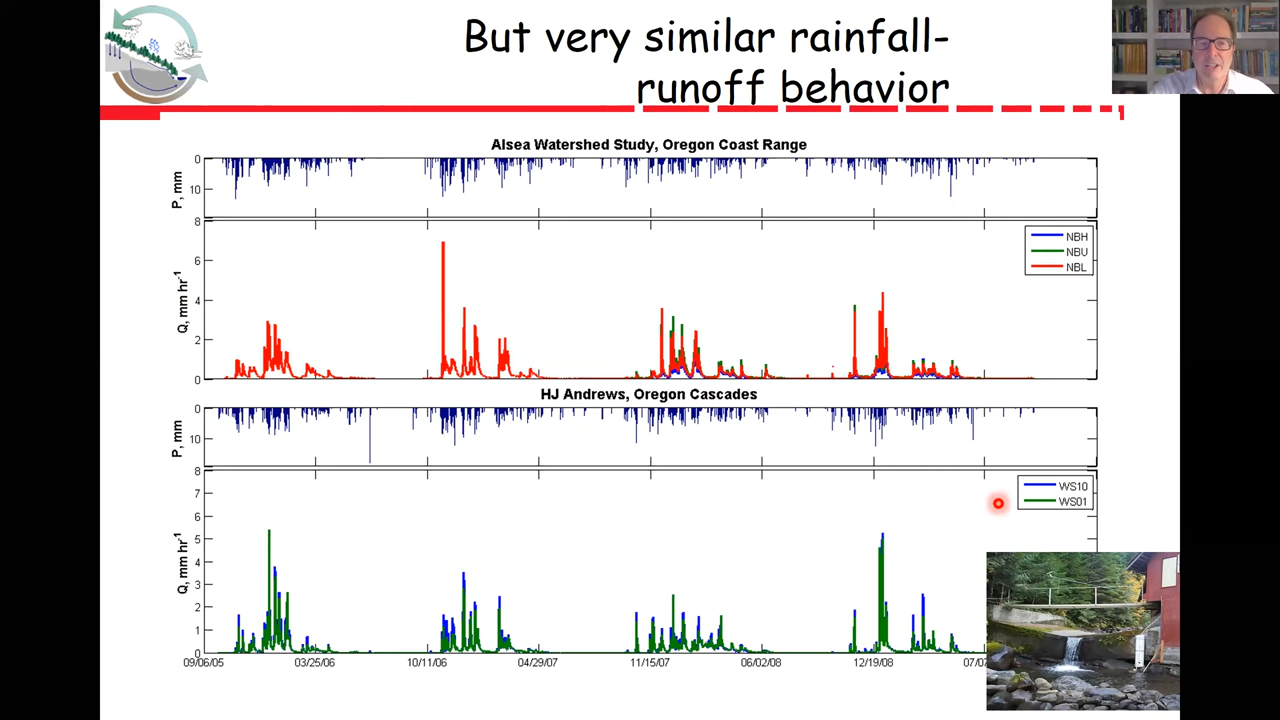 But very similar rainfall-
runoff behavior
Alsea Watershed Study, Oregon Coast Range
0
10
P, mm
8
6
4
2
0
Q, mm hr-1
NBH
NBU
NBL
HJ Andrews, Oregon Cascades
0
10
P, mm
8
7
6
5
4
3
2
1
0
Q, mm hr-1
WS10
WS01
09/06/05 03/25/06 10/11/06 04/29/07 11/15/07 06/02/08 12/19/08 07/0